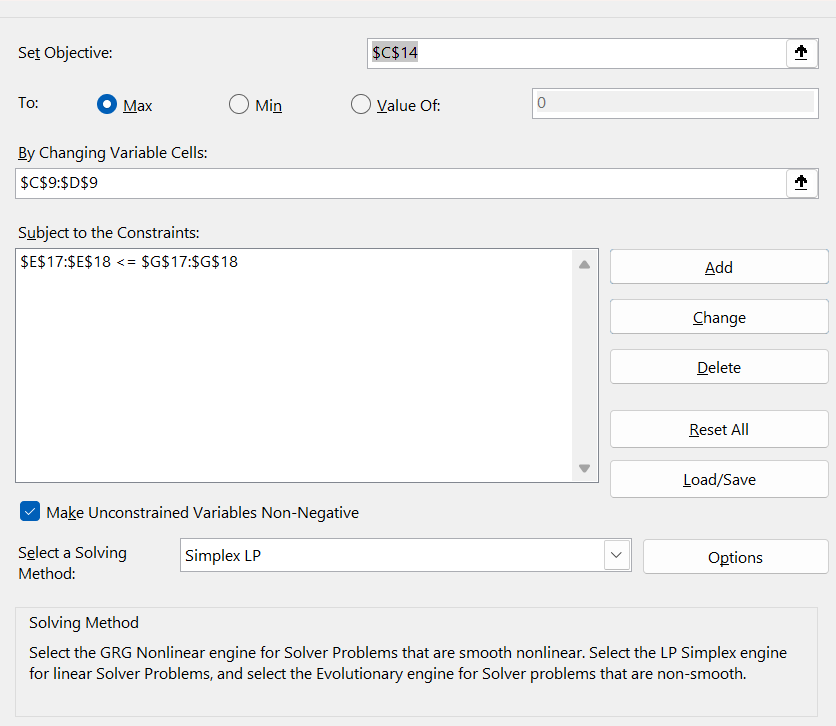 Set Objective:
$C$14
To:
Max
Min
Value Of:
0
By Changing Variable Cells:
$C$9:$D$9
Subject to the Constraints:
$E$17:$E$18 <= $G$17:$G$18
Add
Change
Delete
Reset All
Load/Save
Make Unconstrained Variables Non-Negative
Select a Solving
Method:
Simplex LP
Options
Solving Method
Select the GRG Nonlinear engine for Solver Problems that are smooth nonlinear. Select the LP Simplex engine
for linear Solver Problems, and select the Evolutionary engine for Solver problems that are non-smooth.